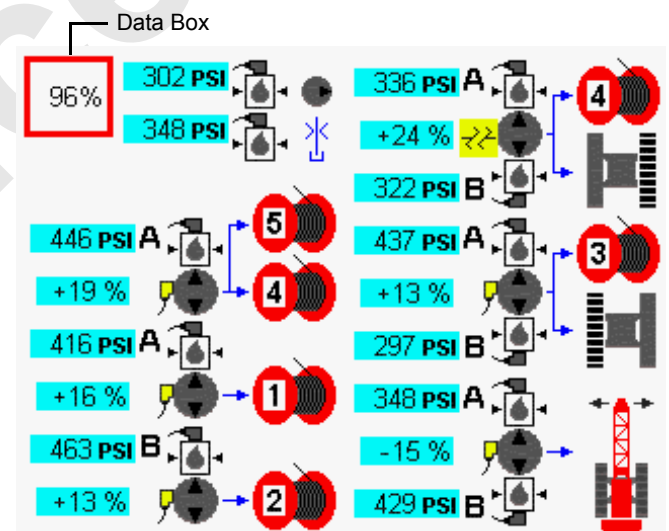 Data Box
96%
302 PSI
348 PSI
446 PSI A
5
+19 %
4
416 PSI A
+16 %
1
463 PSI B
+13 %
2
336 PSI A
4
+24 %
322 PSI B
437 PSI A
3
+13 %
297 PSI B
348 PSI A
-15 %
429 PSI B